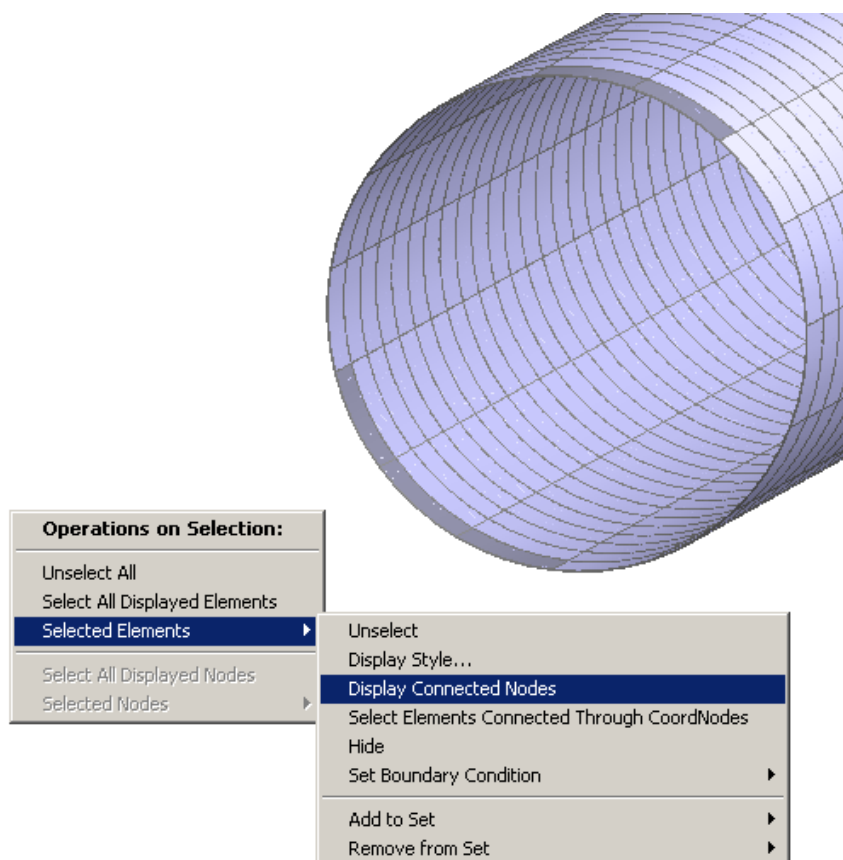 Operations on Selection:
Unselect All
Select All Displayed Elements
Selected Elements
Select All Displayed Nodes
Selected Nodes
Unselect
Display Style...
Display Connected Nodes
Select Elements Connected Through CoordNodes
Hide
Set Boundary Condition
Add to Set
Remove from Set